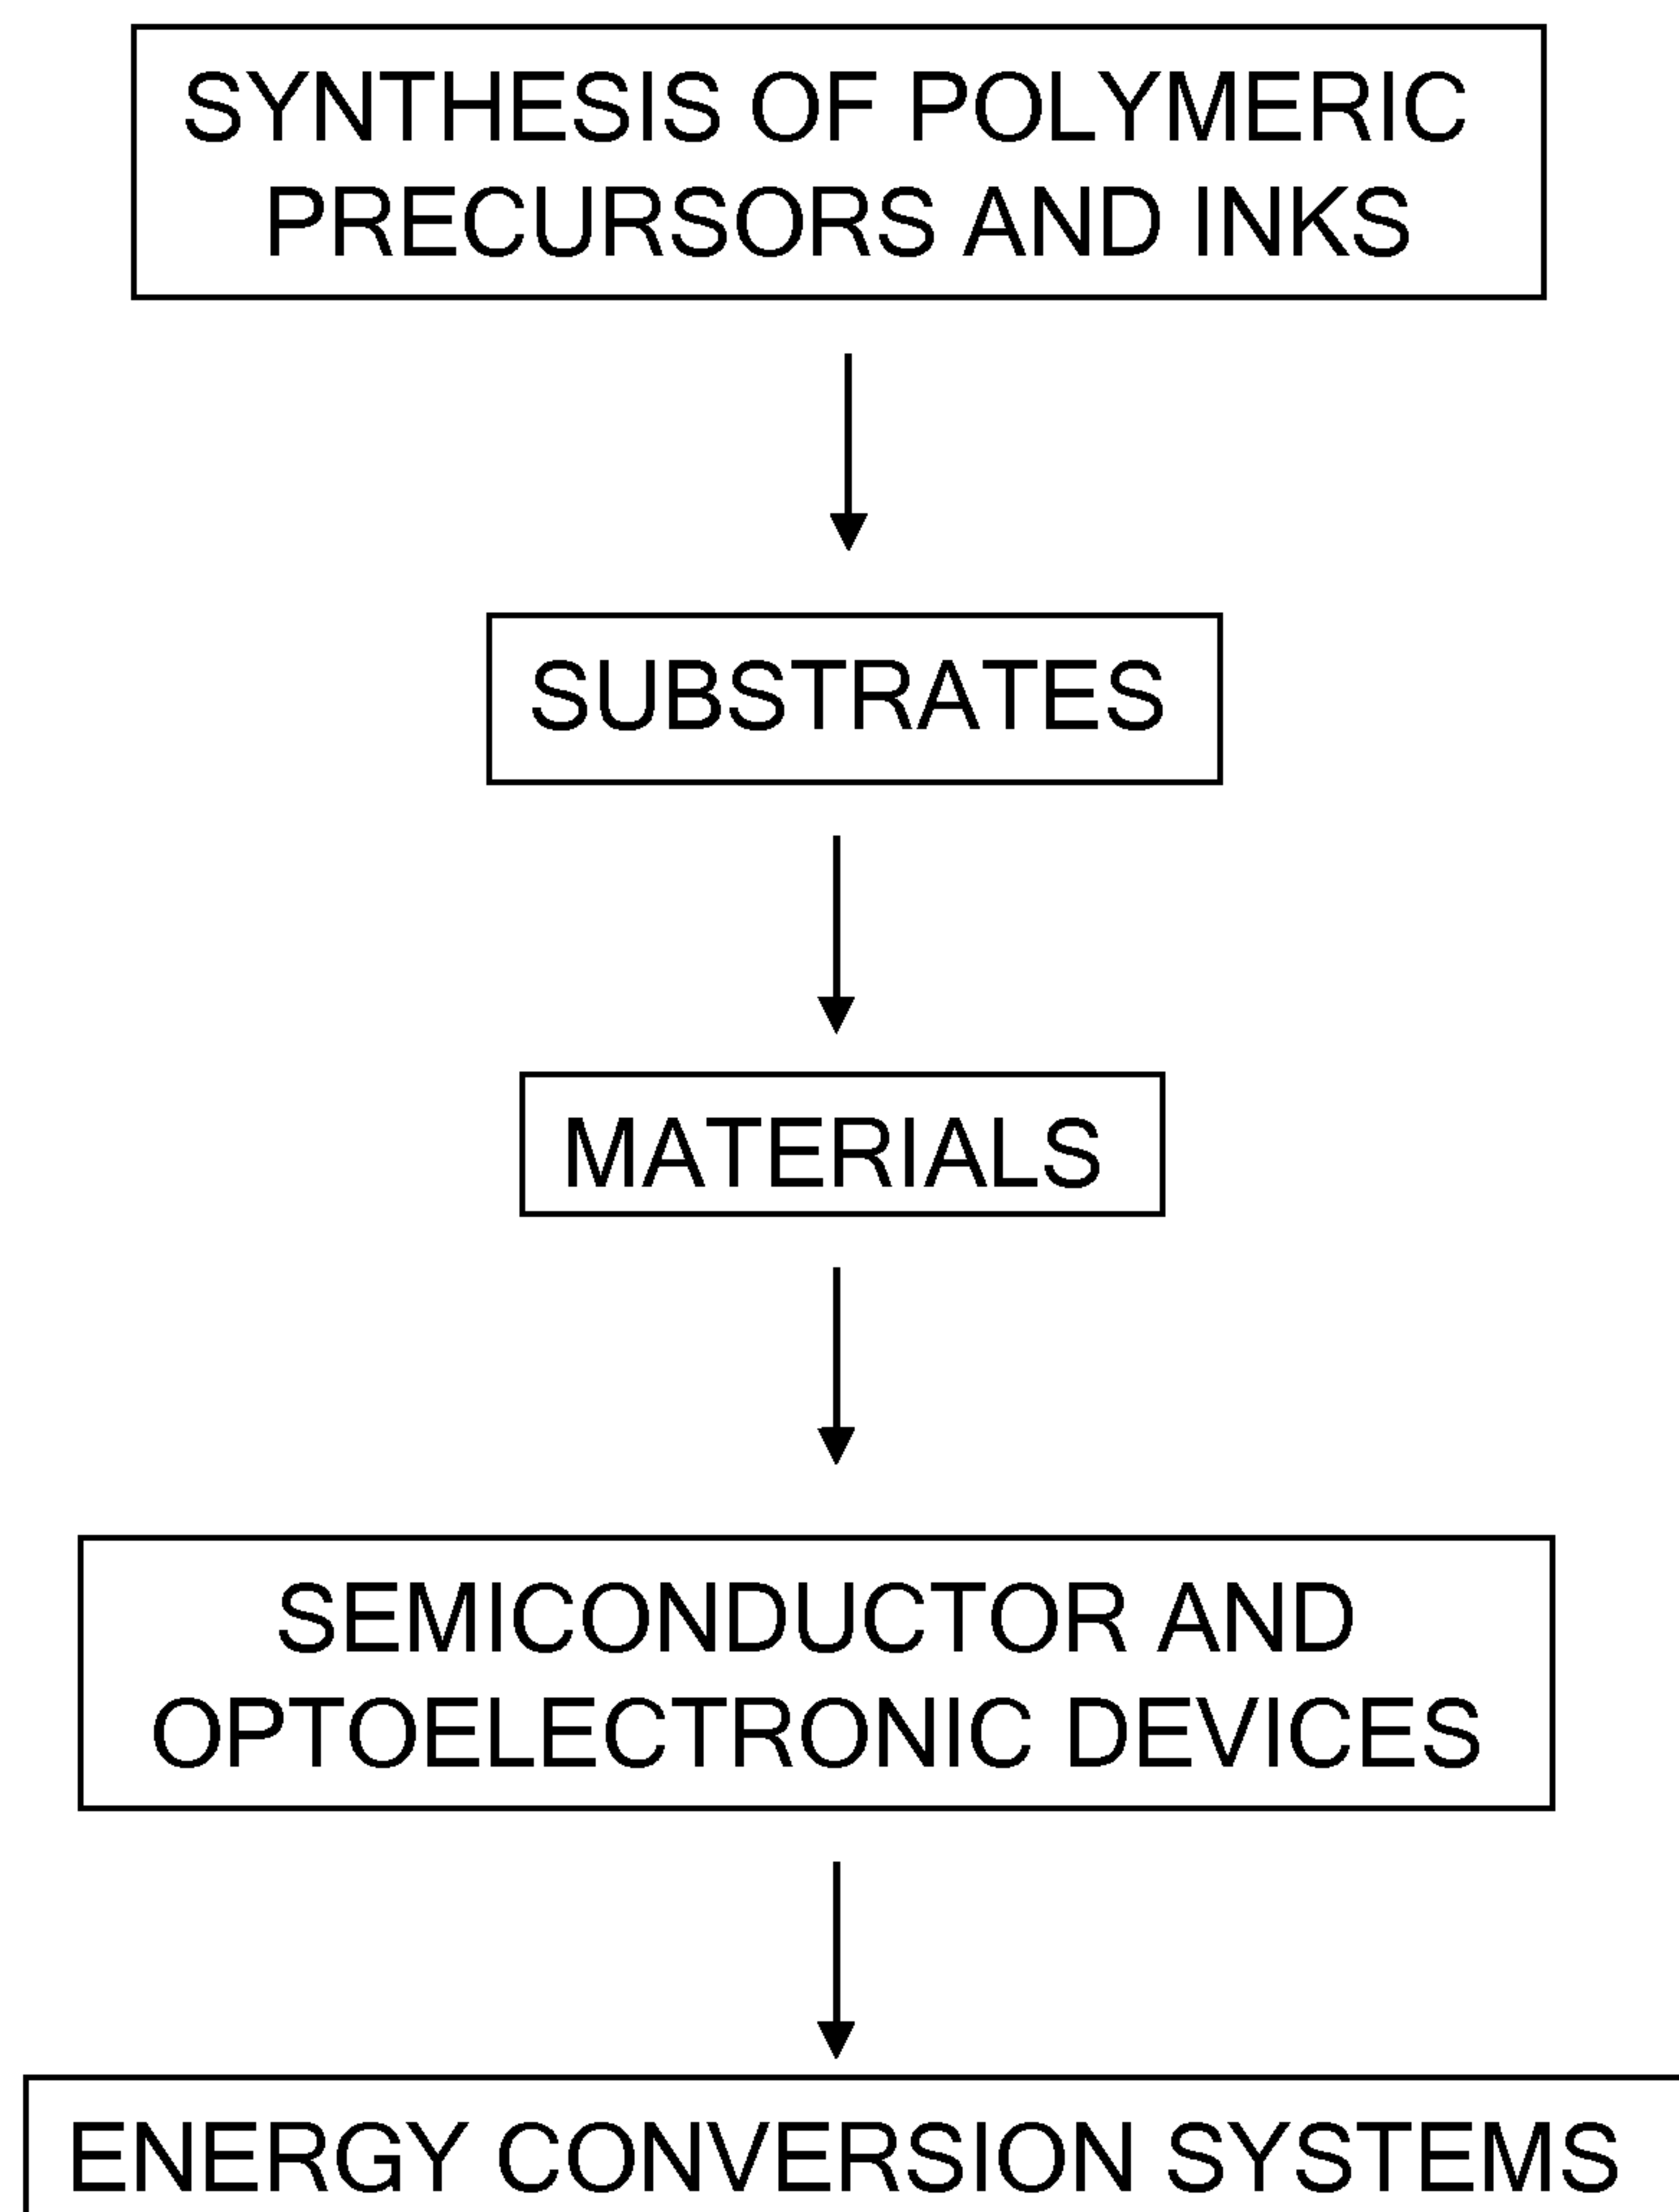 SYNTHESIS OF POLYMERIC
PRECURSORS AND INKS
SUBSTRATES
MATERIALS
SEMICONDUCTOR AND
OPTOELECTRONIC DEVICES
ENERGY CONVERSION SYSTEMS